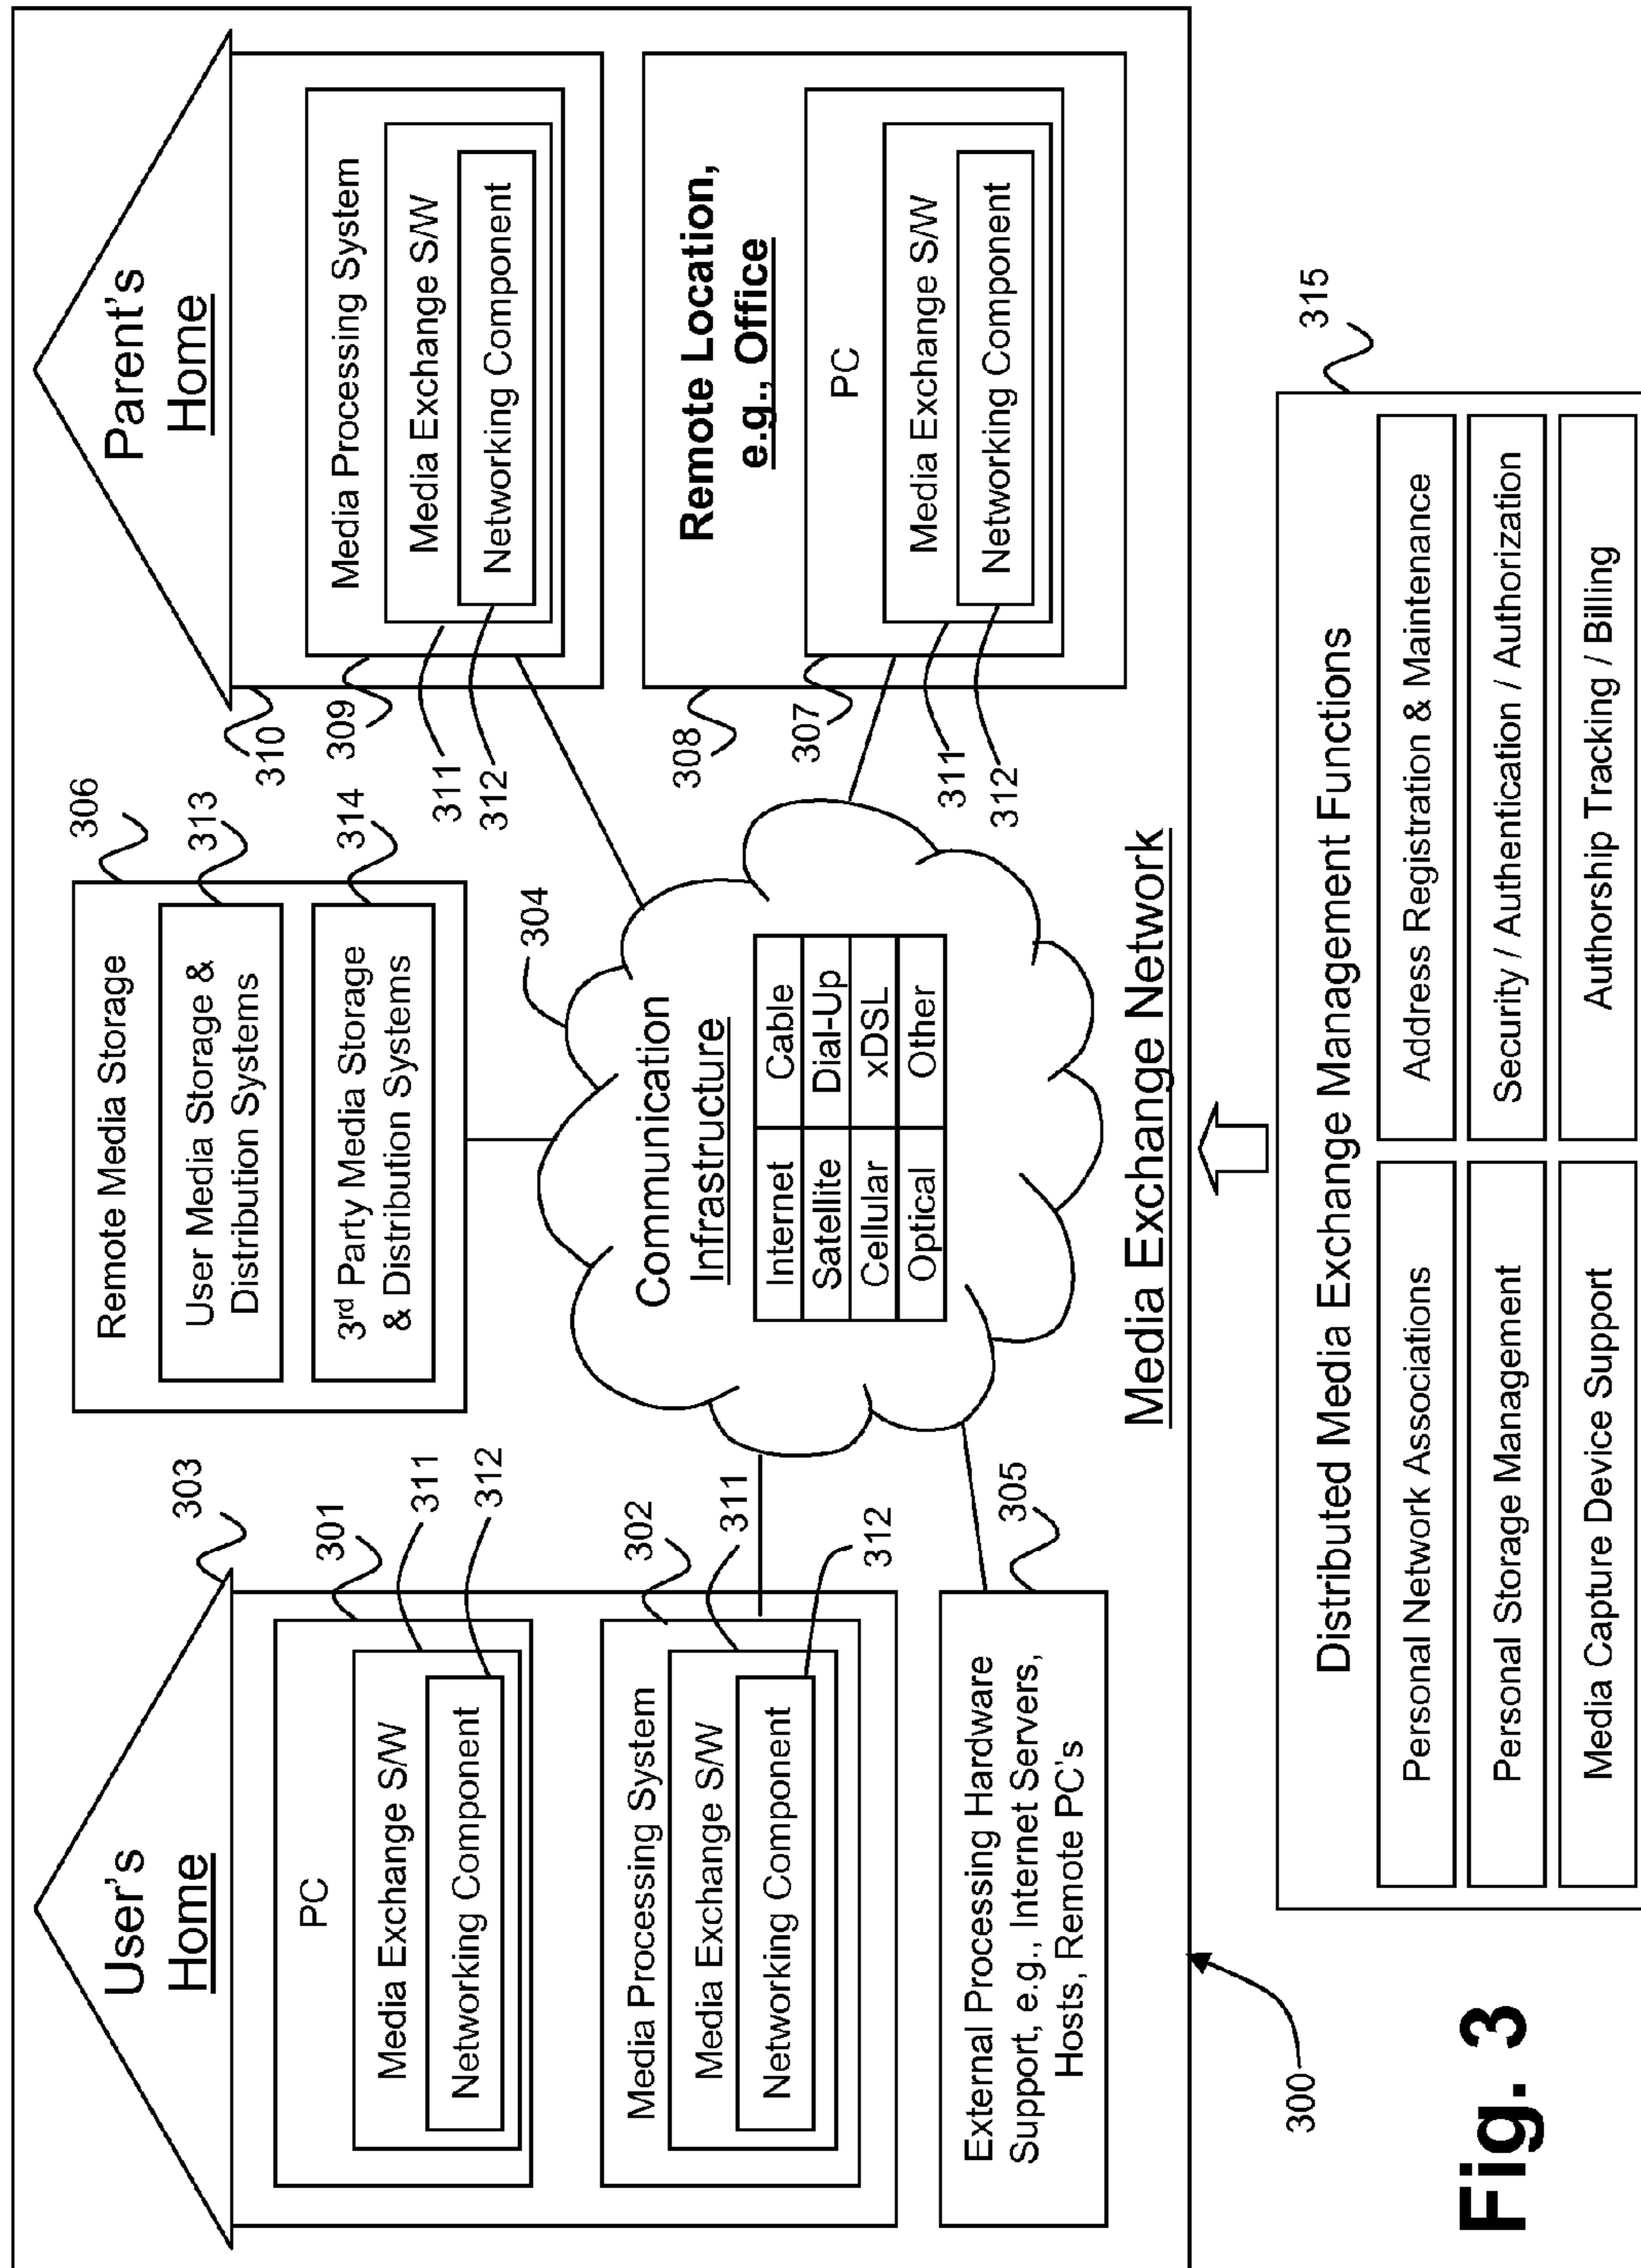 User's
Home
303
PC
301
Media Exchange S/W
311
Networking Component
312
Media Processing System
302
Media Exchange S/W
311
Networking Component
312
External Processing Hardware
Support, e.g., Internet Servers,
Hosts, Remote PC's
305
Remote Media Storage
306
User Media Storage &
Distribution Systems
313
3rd Party Media Storage
& Distribution Systems
314
304
Communication
Infrastructure
Internet Cable
Satellite Dial-Up
Cellular xDSL
Optical Other
Parent's
Home
310
Media Processing System
309
Media Exchange S/W
311
Networking Component
312
Remote Location,
e.g., Office
308
PC
307
Media Exchange S/W
311
Networking Component
312
Media Exchange Network
300
Distributed Media Exchange Management Functions
315
Personal Network Associations
Address Registration & Maintenance
Personal Storage Management
Security / Authentication / Authorization
Media Capture Device Support
Authorship Tracking / Billing
Fig. 3